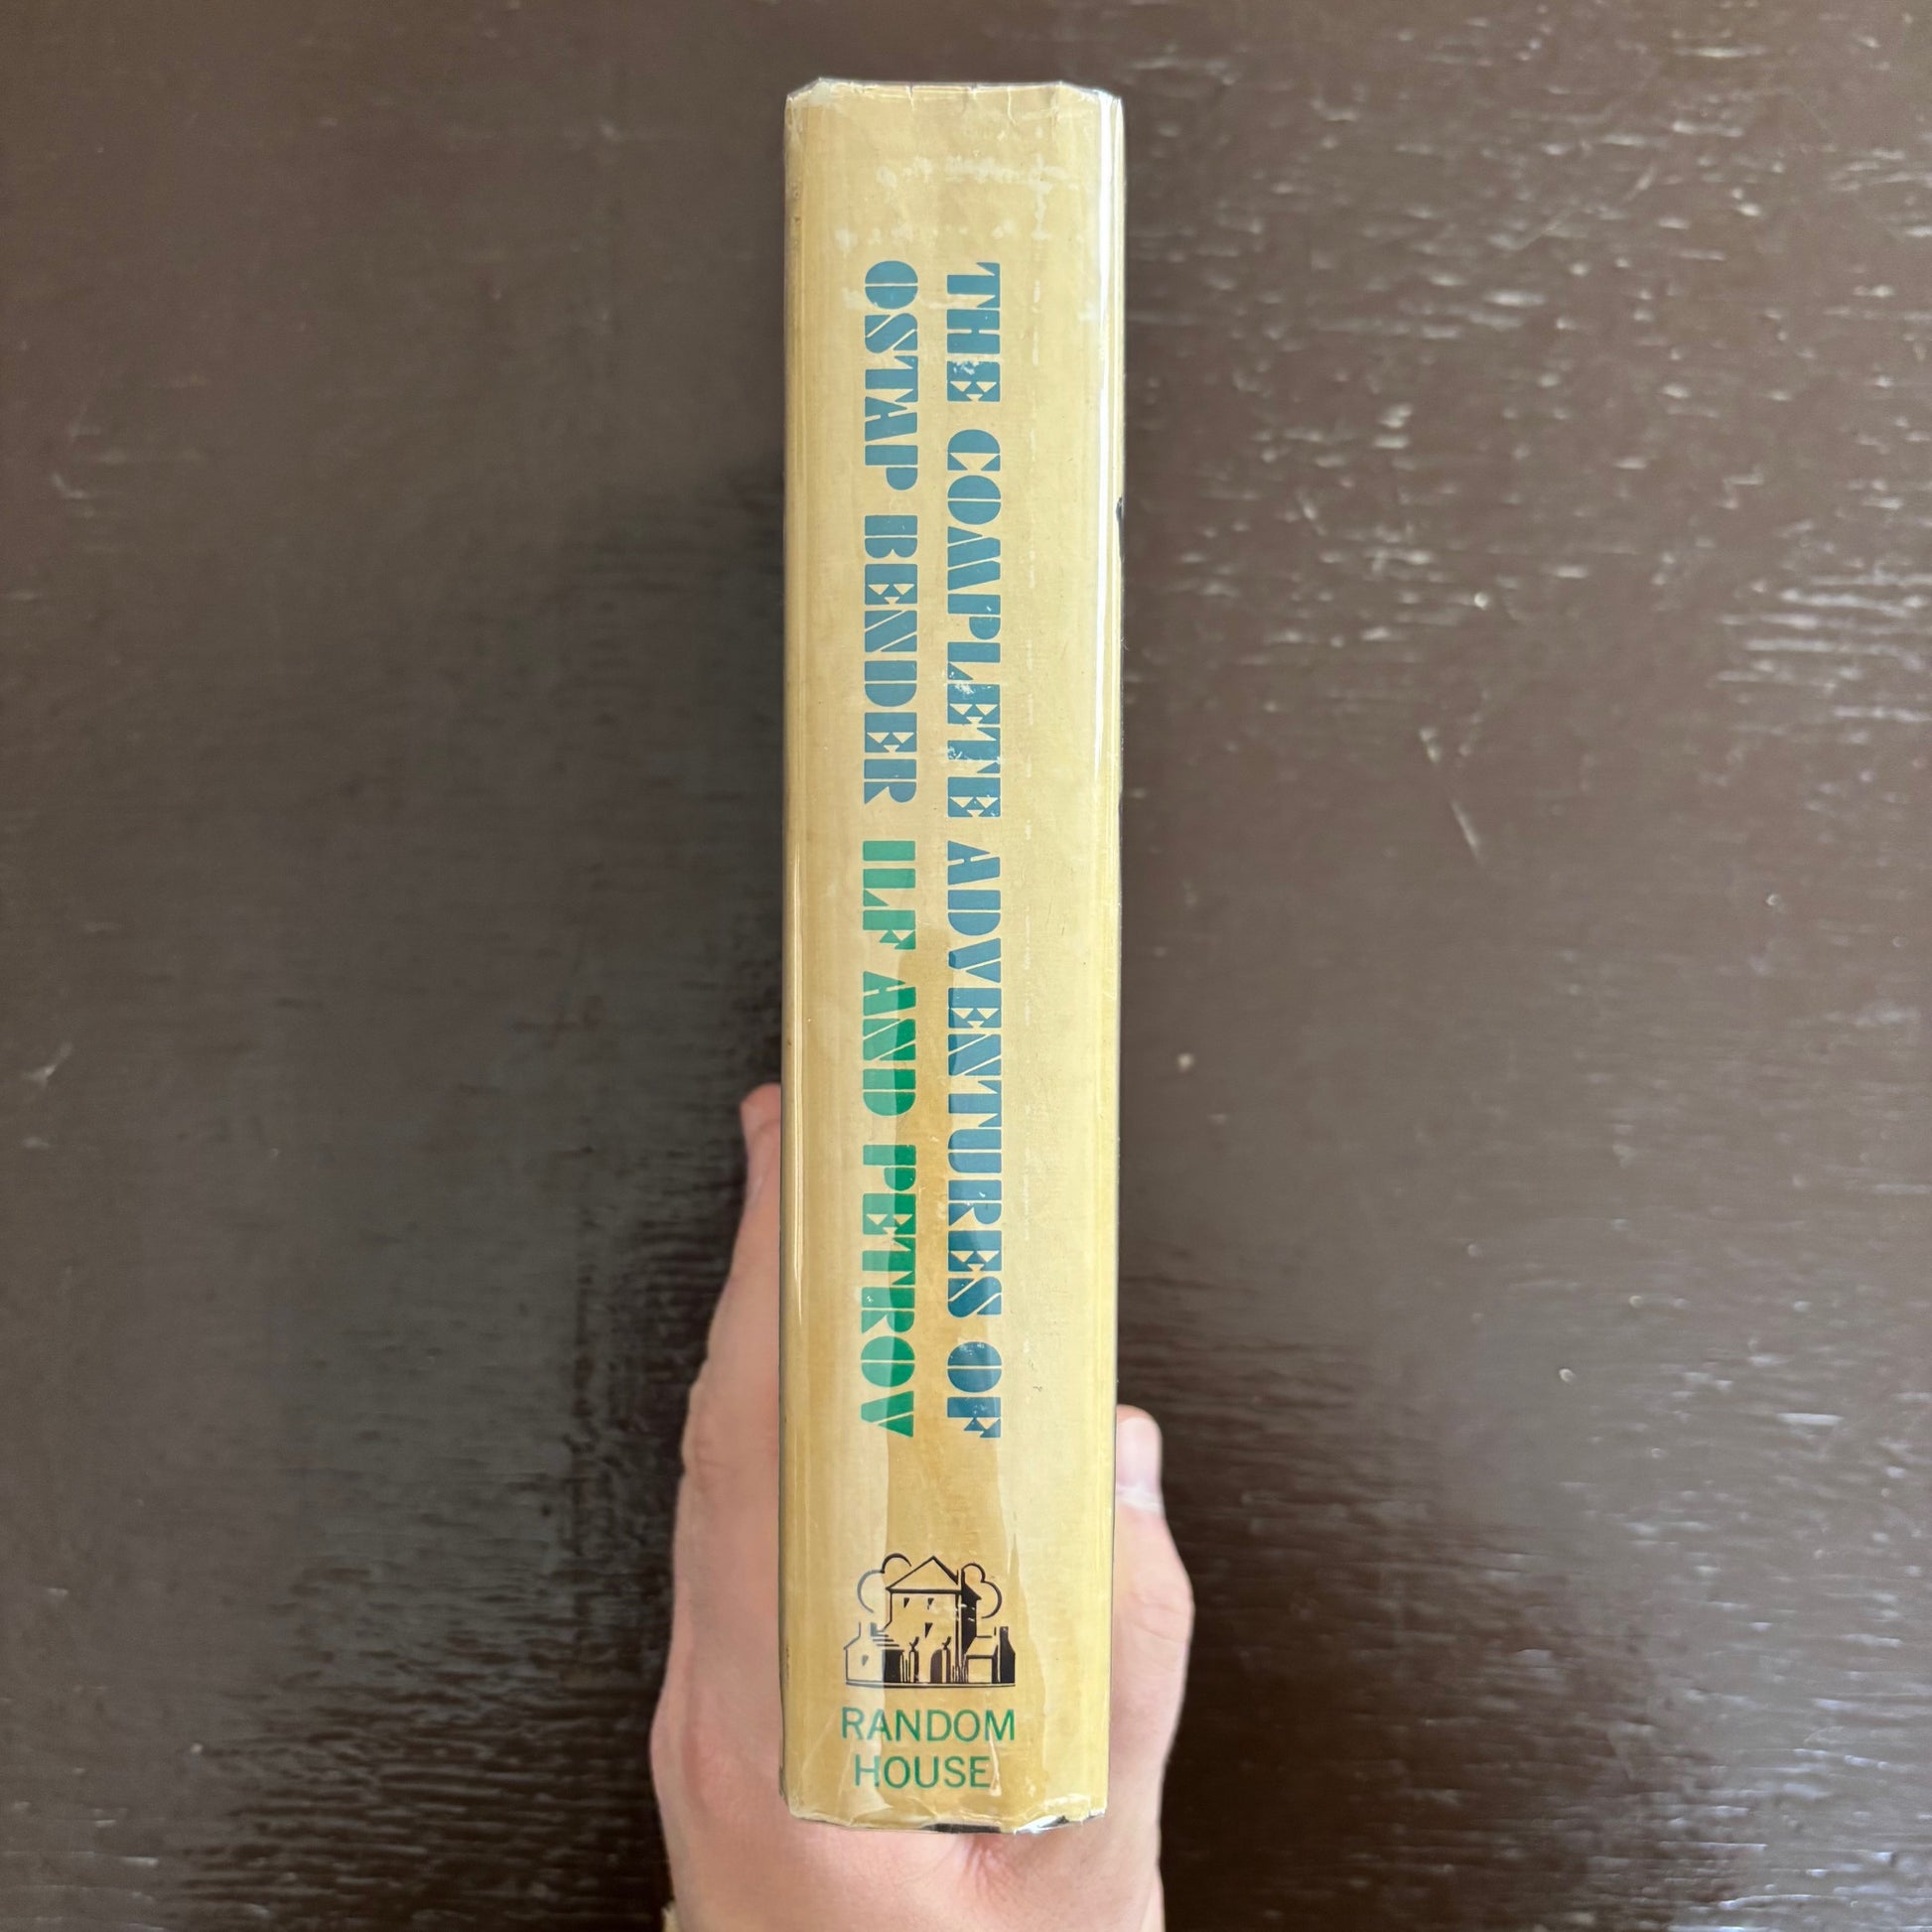 THE COMPLETE ADVENTURES OF
OSTAP BENDER ILF AND PETROV
RANDOM
HOUSE